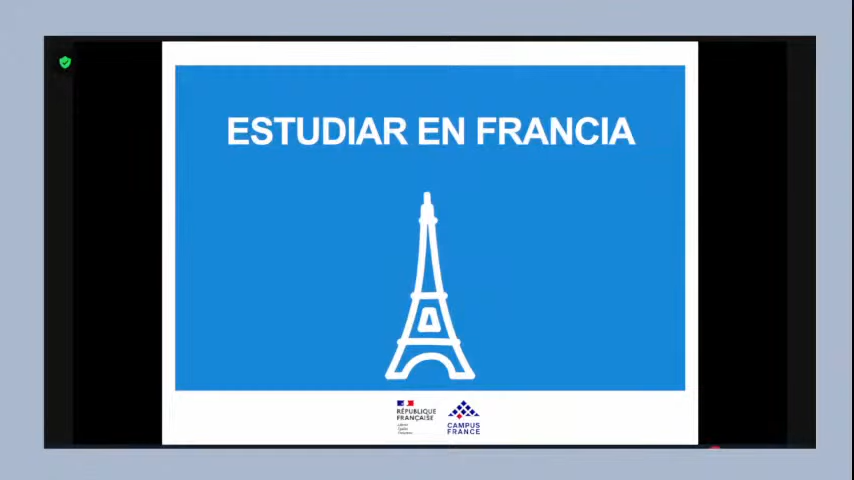 ESTUDIAR EN FRANCIA
RÉPUBLIQUE
FRANÇAISE
CAMPUS
FRANCE